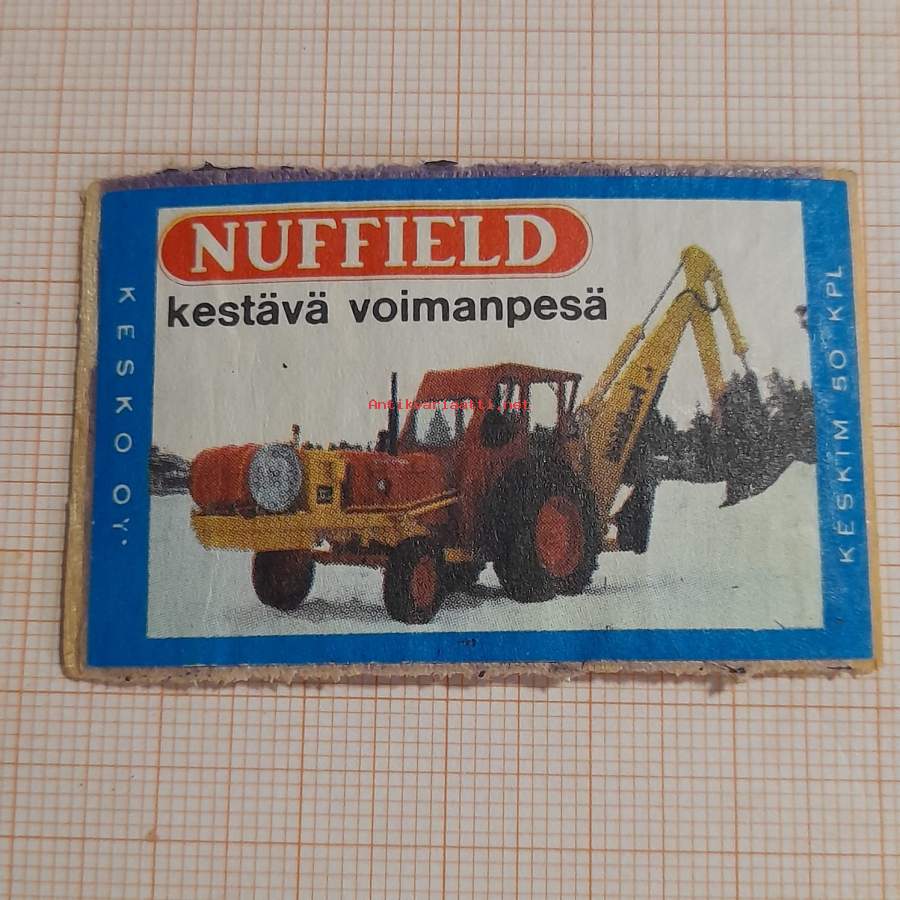 NUFFIELD
kestävä voimanpesä
KESKO OY.
KESKIM 50 KPL
Antikvariaatti.net